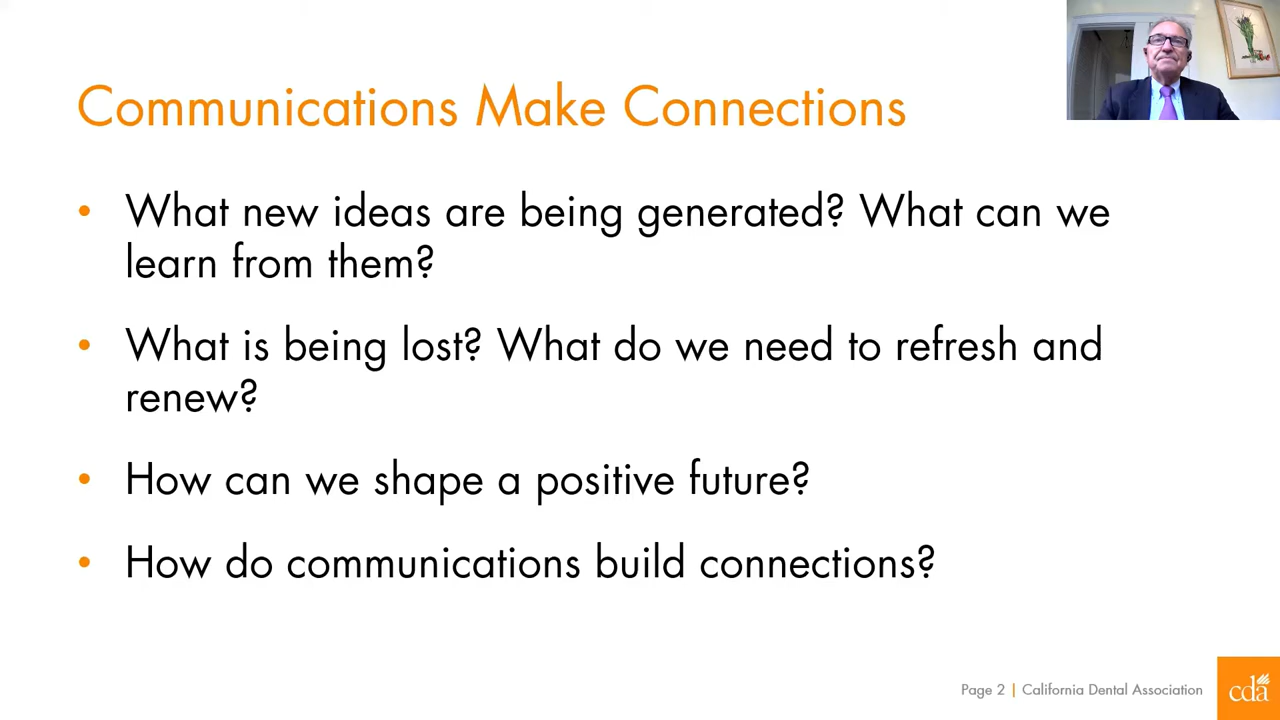 Communications Make Connections
• What new ideas are being generated? What can we
learn from them?
• What is being lost? What do we need to refresh and
renew?
• How can we shape a positive future?
• How do communications build connections?
Page 2 | California Dental Association
cda